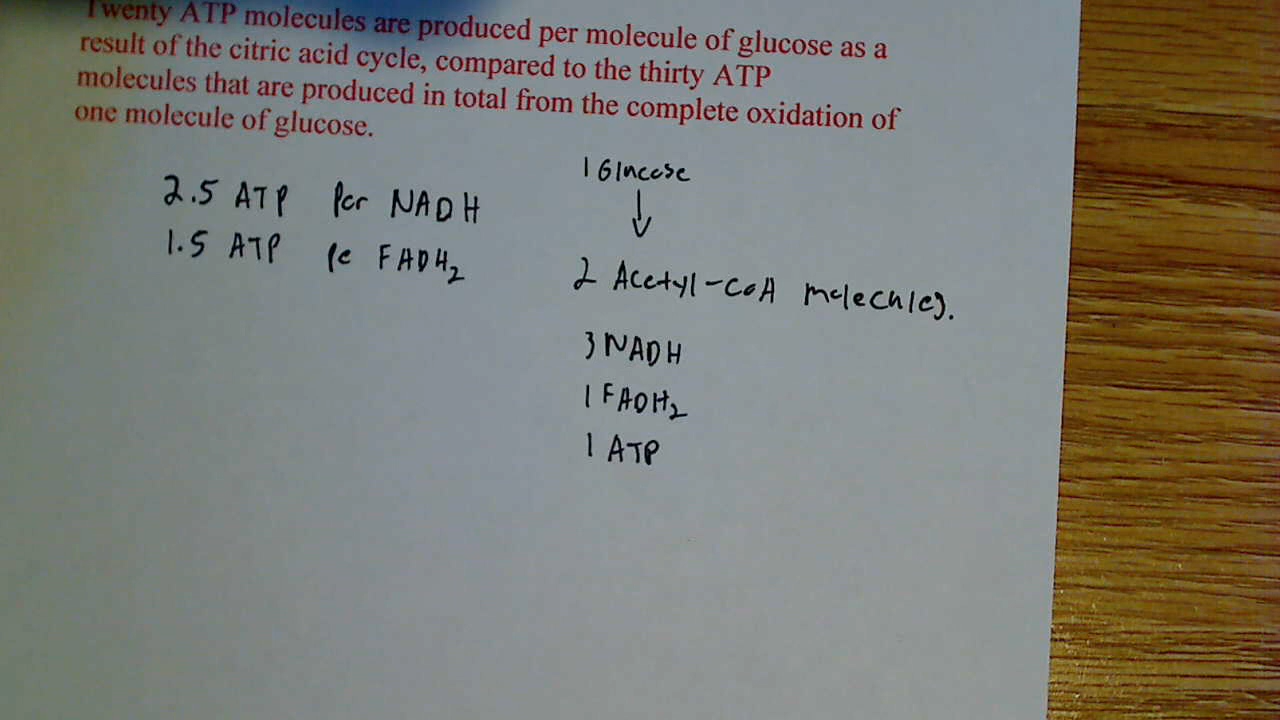 Twenty ATP molecules are produced per molecule of glucose as a
result of the citric acid cycle, compared to the thirty ATP
molecules that are produced in total from the complete oxidation of
one molecule of glucose.
1 Glucose
2.5 ATP Per NADH
1.5 ATP pe FADH2
2 Acetyl-CoA molecules.
3 NADH
1 FADH2
1 ATP